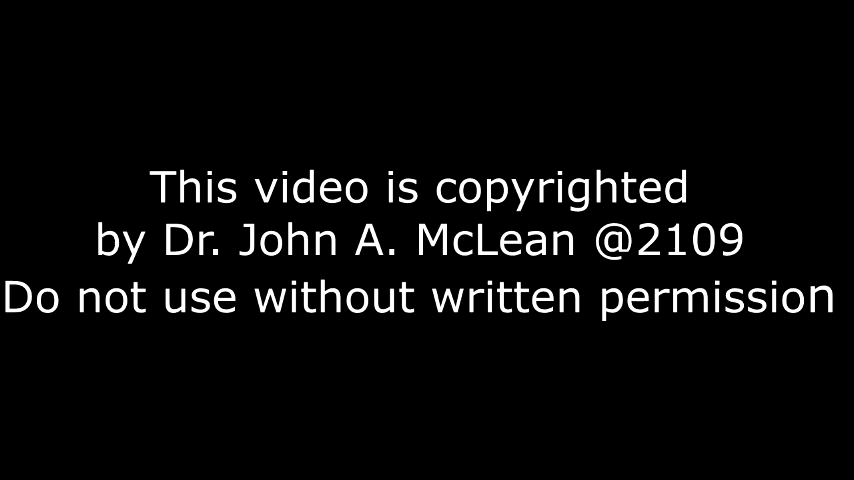 This video is copyrighted
by Dr. John A. McLean @2109
Do not use without written permission